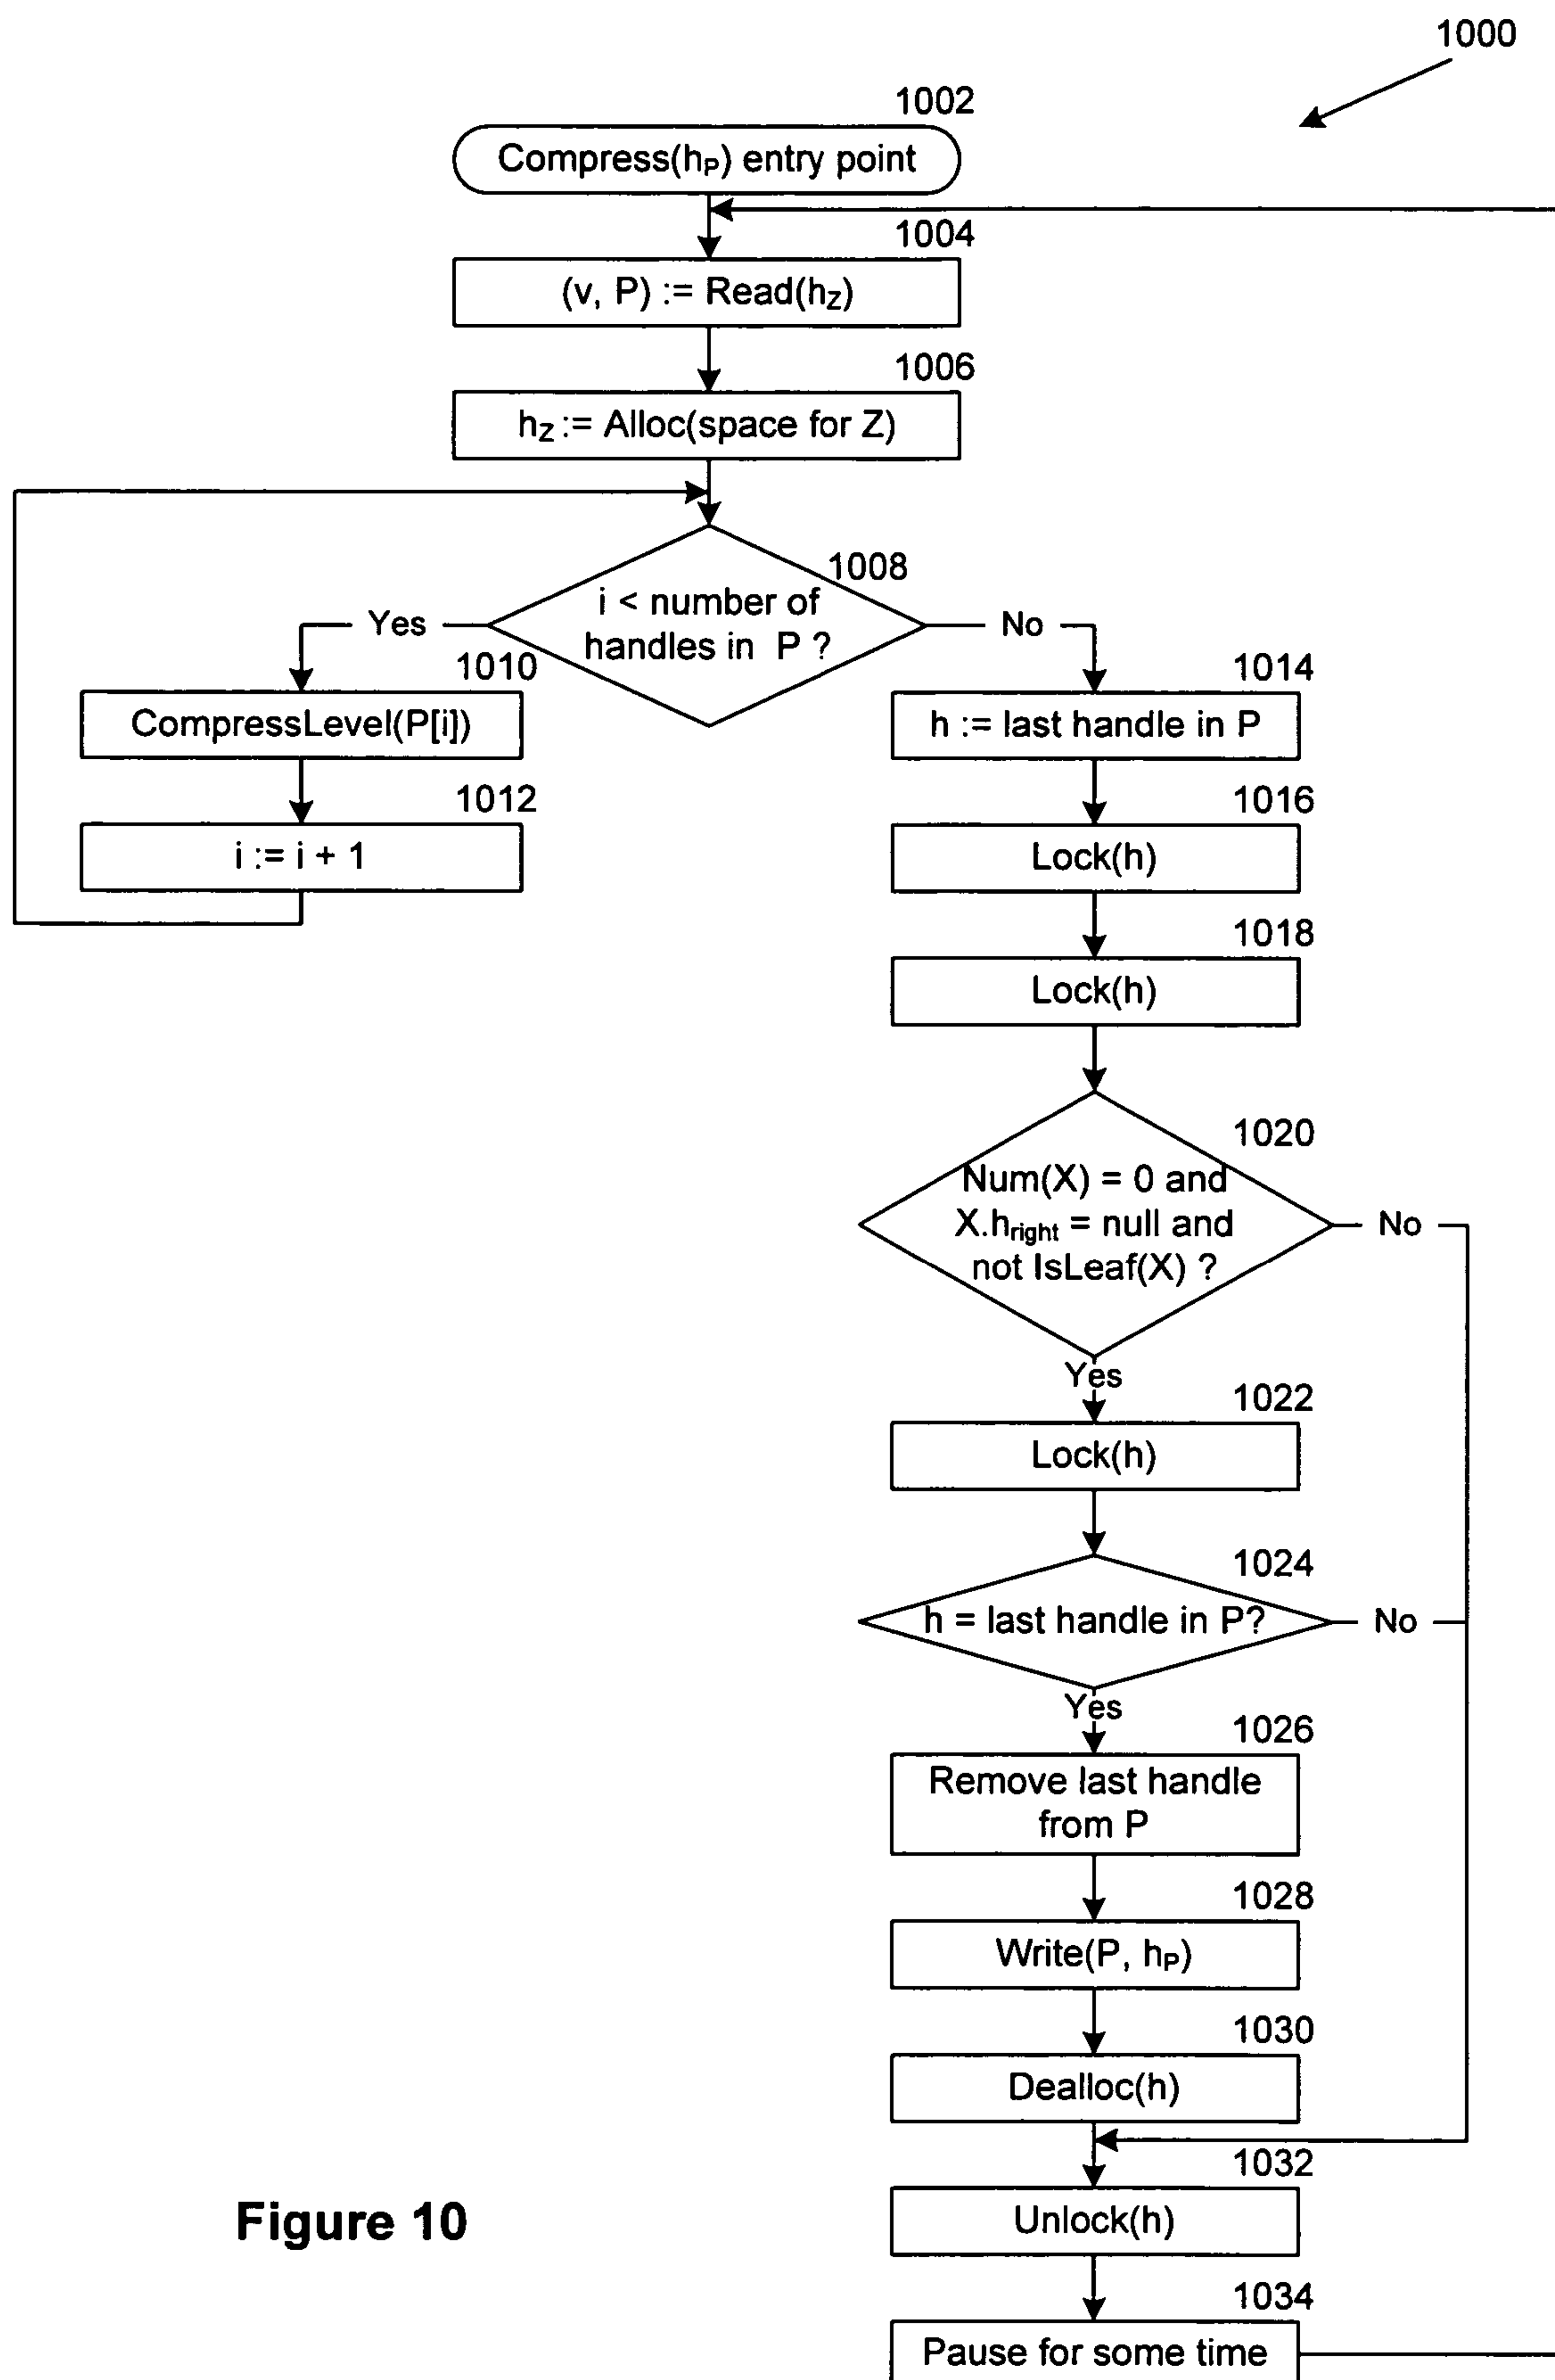 1000
1002
Compress(hP) entry point
1004
(v, P) := Read(hZ)
1006
hZ := Alloc(space for Z)
1008
i < number of
handles in P ?
Yes
No
1010
CompressLevel(P[i])
1012
i := i + 1
1014
h := last handle in P
1016
Lock(h)
1018
Lock(h)
1020
Num(X) = 0 and
X.hright = null and
not IsLeaf(X) ?
No
Yes
1022
Lock(h)
1024
h = last handle in P?
No
Yes
1026
Remove last handle
from P
1028
Write(P, hP)
1030
Dealloc(h)
1032
Unlock(h)
1034
Pause for some time
Figure 10